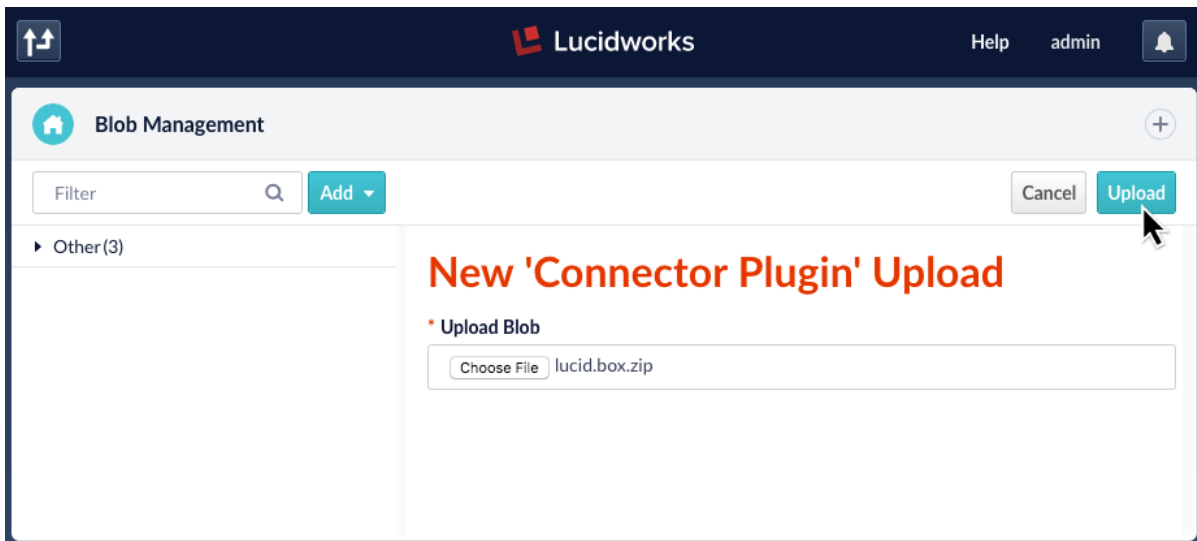 Lucidworks Help admin
Blob Management
Filter Add Cancel Upload
Other(3)
New 'Connector Plugin' Upload
* Upload Blob
Choose File lucid.box.zip